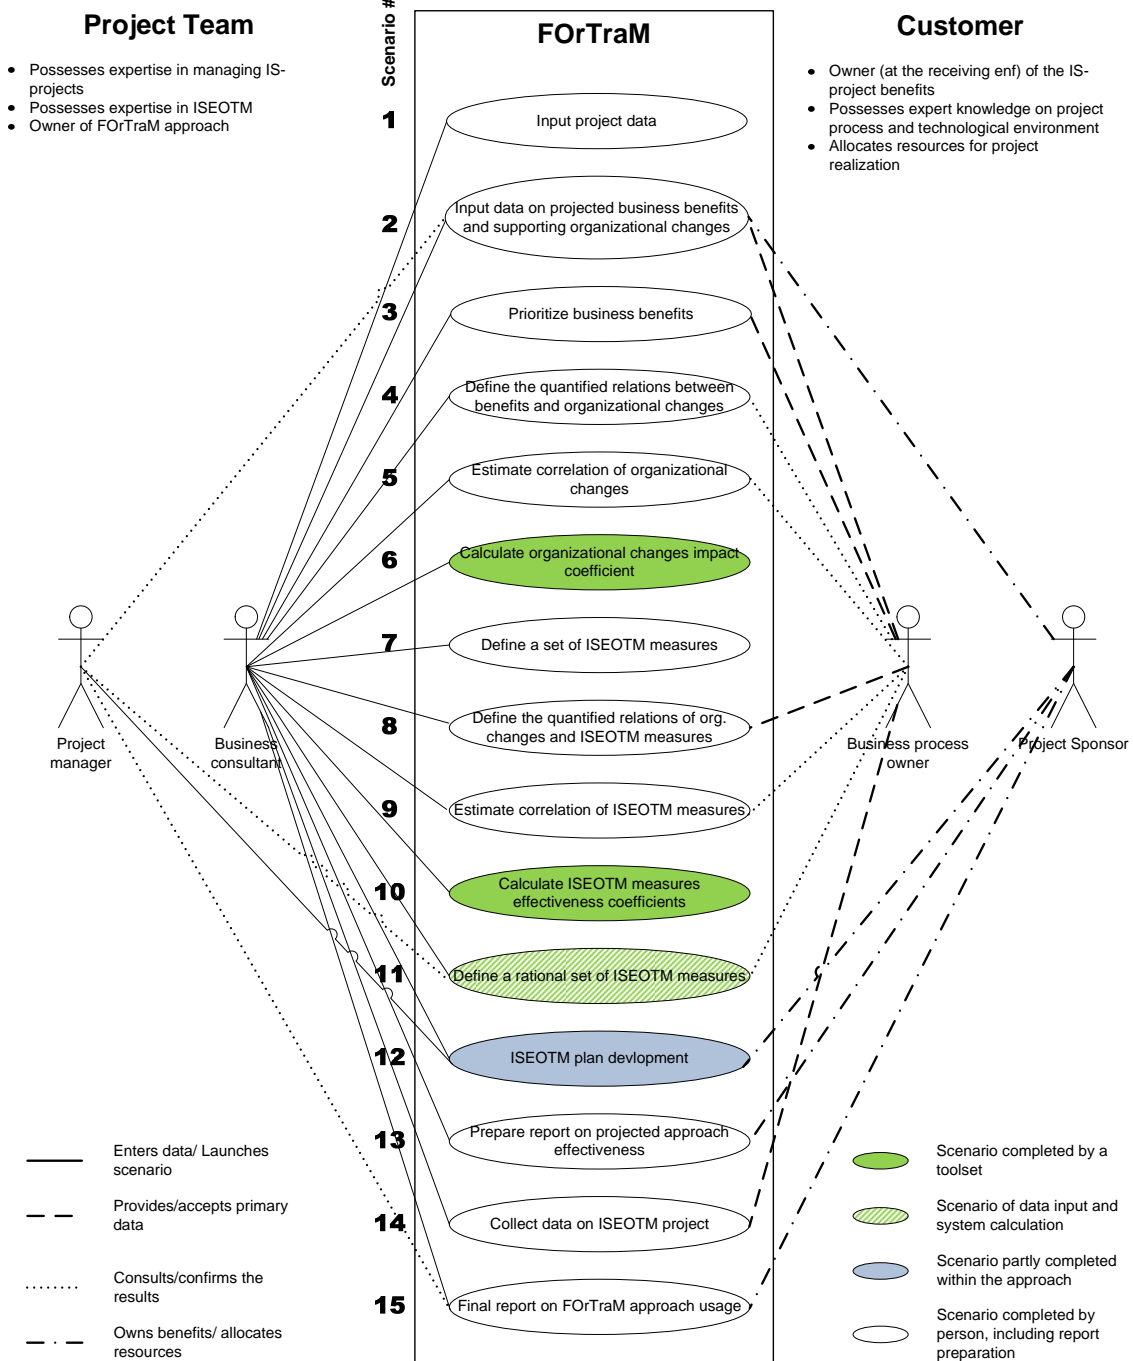 Project Team
Possesses expertise in managing IS-
projects
Possesses expertise in ISEOTM
Owner of FOrTraM approach
Scenario #
FOrTraM
Customer
Owner (at the receiving enf) of the IS-
project benefits
Possesses expert knowledge on project
process and technological environment
Allocates resources for project
realization
1
Input project data
2
Input data on projected business benefits
and supporting organizational changes
3
Prioritize business benefits
4
Define the quantified relations between
benefits and organizational changes
5
Estimate correlation of organizational
changes
6
Calculate organizational changes impact
coefficient
7
Define a set of ISEOTM measures
8
Define the quantified relations of org.
changes and ISEOTM measures
Project
manager
Business
consultant
Business process
owner
Project Sponsor
9
Estimate correlation of ISEOTM measures
10
Calculate ISEOTM measures
effectiveness coefficients
11
Define a rational set of ISEOTM measures
12
ISEOTM plan devlopment
13
Prepare report on projected approach
effectiveness
14
Collect data on ISEOTM project
15
Final report on FOrTraM approach usage
Enters data/ Launches
scenario
Provides/accepts primary
data
Consults/confirms the
results
Owns benefits/ allocates
resources
Scenario completed by a
toolset
Scenario of data input and
system calculation
Scenario partly completed
within the approach
Scenario completed by
person, including report
preparation